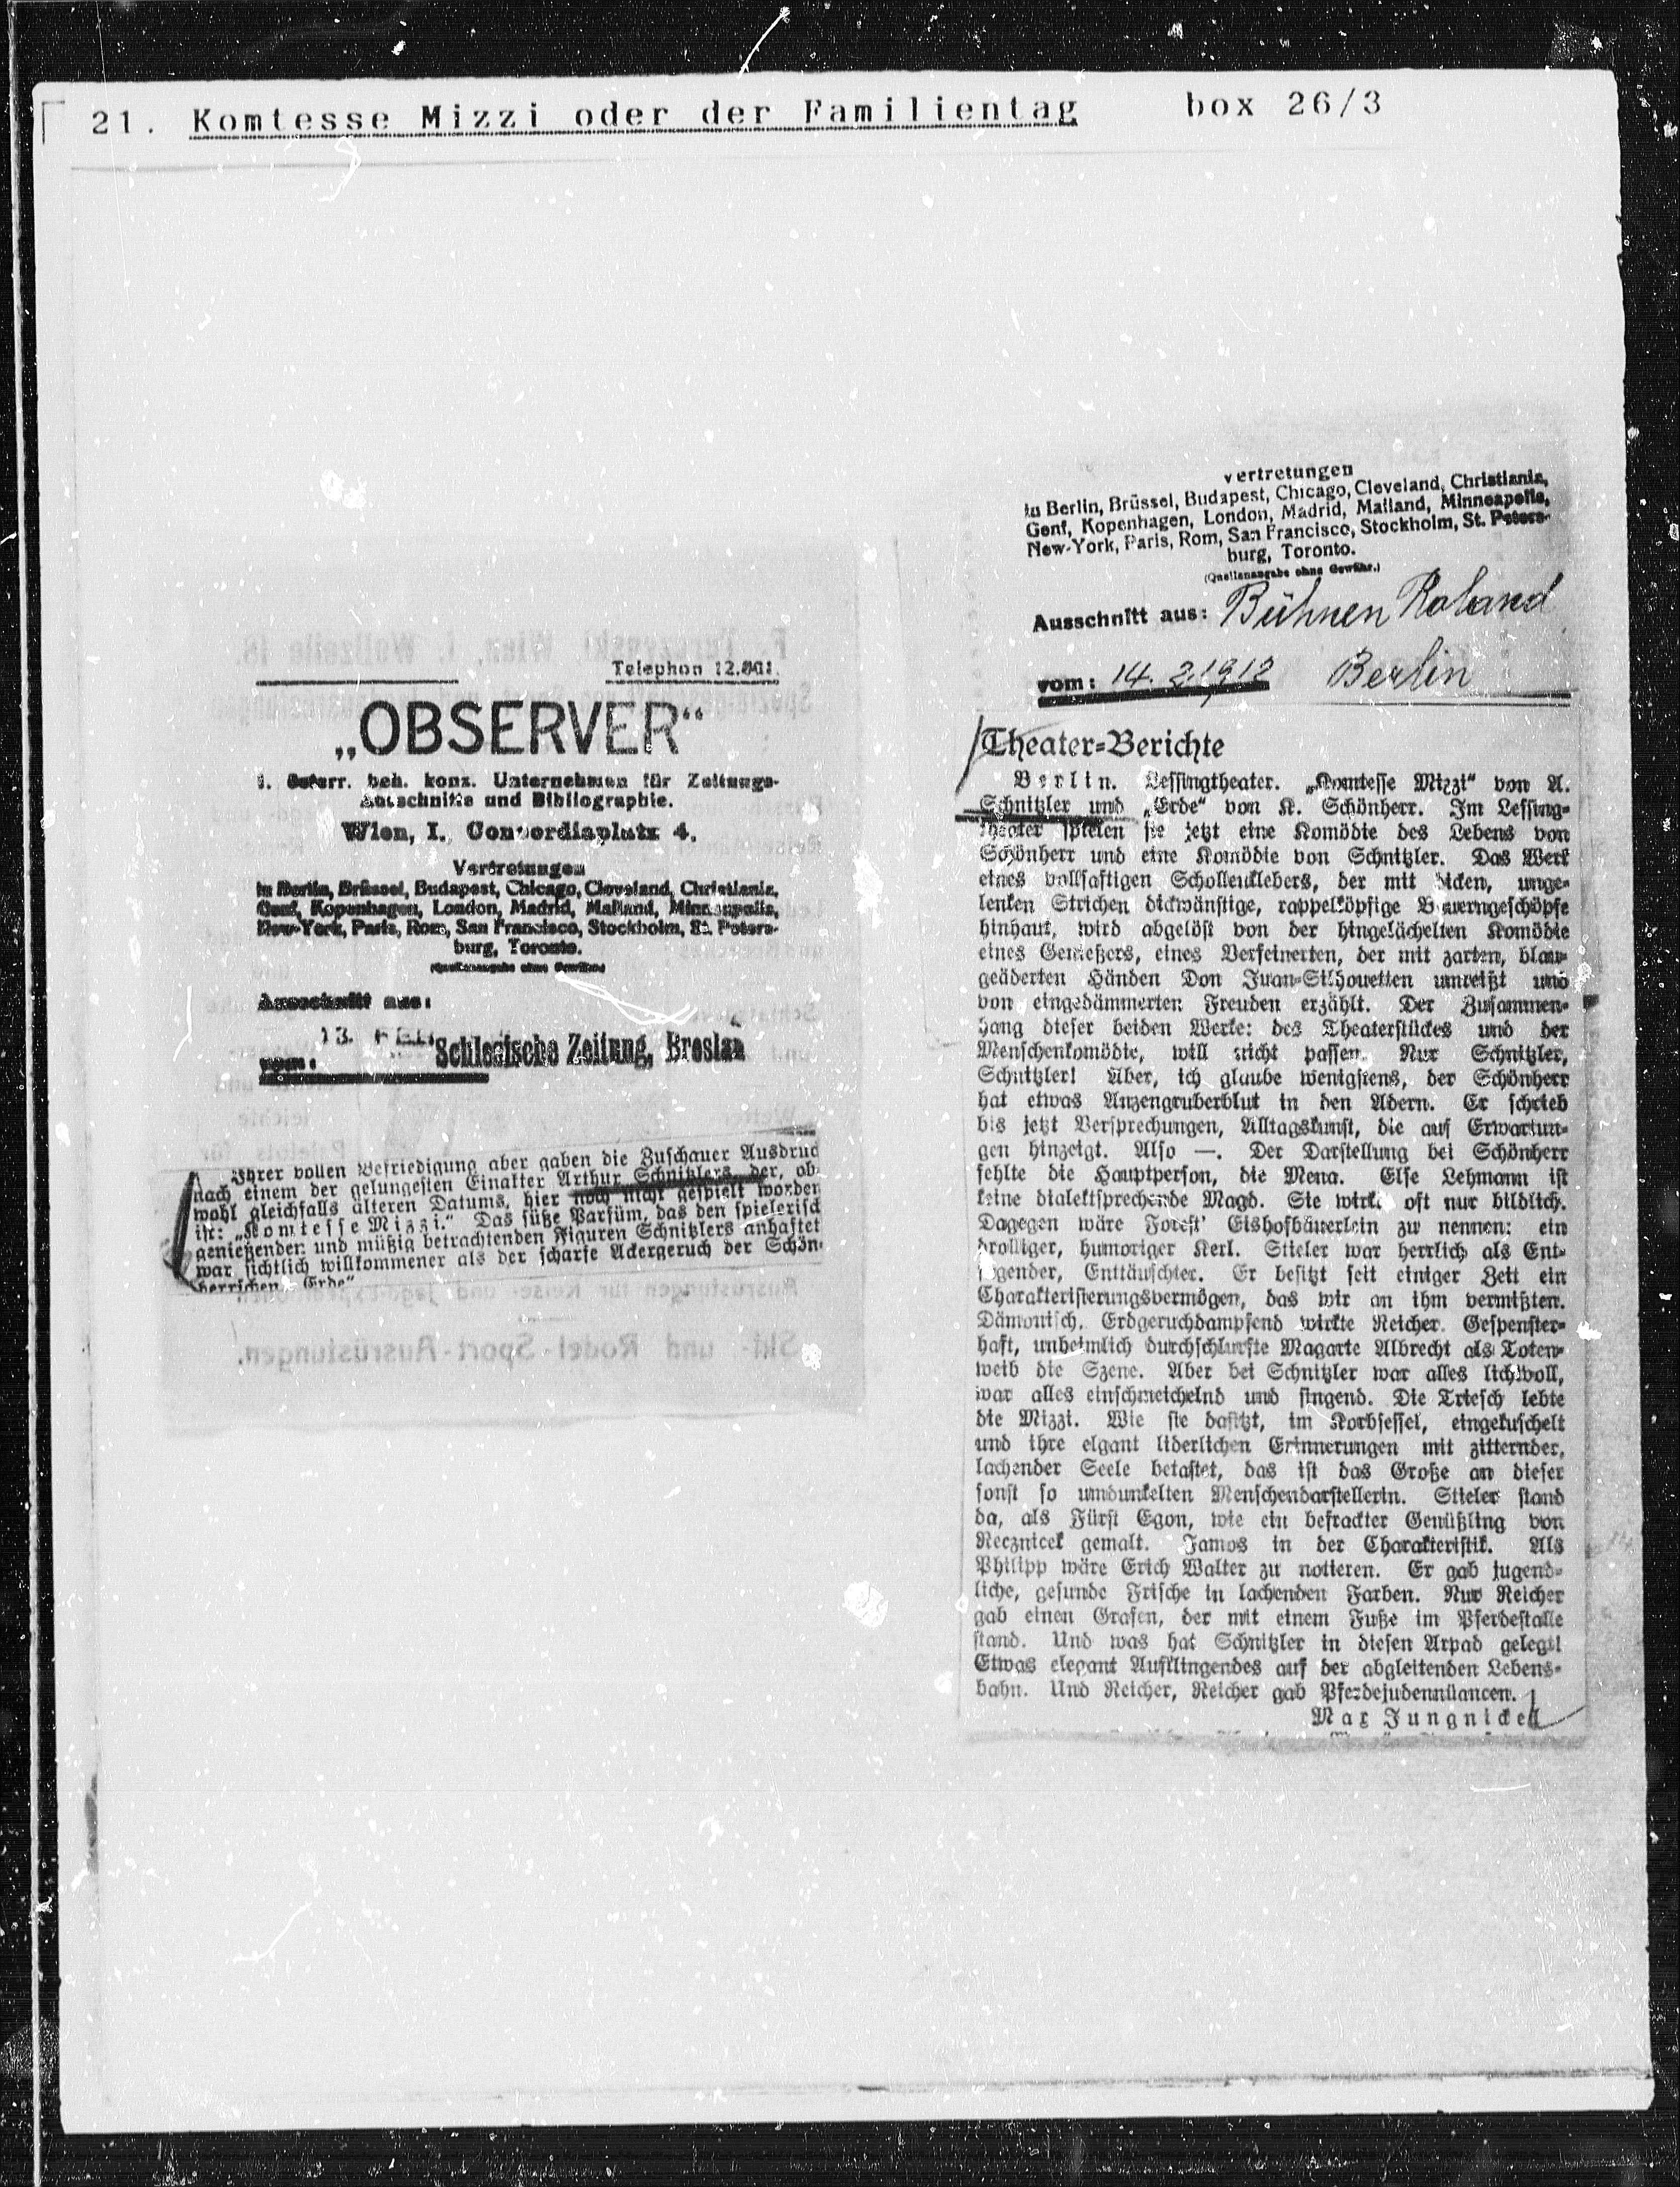 21. Komtesse Mizzi oder der Familientag box 26/3
Telephon 12.801.
„OBSERVER“
I. österr. beh. konz. Unternehmen für Zeitungs-
Ausschnitte und Bibliographie.
Wien, I. Concordiaplatz 4.
Vertretungen
in Berlin, Brüssel, Budapest, Chicago, Cleveland, Christiania,
Genf, Kopenhagen, London, Madrid, Mailand, Minneapolis,
New-York, Paris, Rom, San Francisco, Stockholm, St. Peters-
burg, Toronto.
(Quellenangabe ohne Gewähr.)
Ausschnitt aus:
13. FEB.
vom:
Schlesische Zeitung, Breslau
Ihrer vollen Befriedigung aber gaben die Zuschauer Ausdruck
nach einem der gelungesten Einakter Arthur Schnitzlers, der, ob-
wohl gleichfalls älteren Datums, hier noch nicht gespielt worden
ist: „Komtesse Mizzi.“ Das süße Parfüm, das den spielerisch
genießenden und müßig betrachtenden Figuren Schnitzlers anhaftet
war sichtlich willkommener als der scharfe Ackergeruch der Schön-
herrschen „Erde“
Vertretungen
in Berlin, Brüssel, Budapest, Chicago, Cleveland, Christiania,
Genf, Kopenhagen, London, Madrid, Mailand, Minneapolis,
New-York, Paris, Rom, San Francisco, Stockholm, St. Peters-
burg, Toronto.
(Quellenangabe ohne Gewähr.)
Ausschnitt aus: Bühnen Roland
vom: 14. 2. 1912 Berlin
Theater-Berichte
Berlin. Lessingtheater. „Komtesse Mizzi“ von A.
Schnitzler und „Erde“ von K. Schönherr. Im Lessing-
theater spielen sie jetzt eine Komödie des Lebens von
Schönherr und eine Komödie von Schnitzler. Das Werk
eines vollsaftigen Schollenklebers, der mit dicken, unge-
lenken Strichen dickwänstige, rappelköpfige Bauerngeschöpfe
hinhaut, wird abgelöst von der hingelächelten Komödie
eines Genießers, eines Verfeinerten, der mit zarten, blau-
geäderten Händen Don Juan-Silhouetten umreißt und
von eingedämmerten Freuden erzählt. Der Zusammen-
hang dieser beiden Werke: des Theaterstückes und der
Menschenkomödie, will nicht passen. Nur Schnitzler,
Schnitzler! Aber, ich glaube wenigstens, der Schönherr
hat etwas Anzengruberblut in den Adern. Er schrieb
bis jetzt Versprechungen, Alltagskunst, die auf Erwartun-
gen hinzeigt. Also —. Der Darstellung bei Schönherr
fehlte die Hauptperson, die Mena. Else Lehmann ist
keine dialektsprechende Magd. Sie wirkt oft nur bildlich.
Dagegen wäre Forest' Eishofbäuerlein zu nennen: ein
drolliger, humoriger Kerl. Stieler war herrlich als Ent-
sagender, Enttäuschter. Er besitzt seit einiger Zeit ein
Charakterisierungsvermögen, das wir an ihm vermißten.
Dämonisch, Erdgeruchdampfend wirkte Reicher. Gespenster-
haft, unheimlich durchschlurfte Magarte Albrecht als Toten-
weib die Szene. Aber bei Schnitzler war alles lichtvoll,
war alles einschmeichelnd und singend. Die Triesch lebte
die Mizzi. Wie sie dasitzt, im Korbsessel, eingekuschelt
und ihre elgant liderlichen Erinnerungen mit zitternder,
lachender Seele betastet, das ist das Große an dieser
sonst so umdunkelten Menschendarstellerin. Stieler stand
da, als Fürst Egon, wie ein befrackter Genüßling von
Recznicek gemalt. Famos in der Charakteristik. Als
Philipp wäre Erich Walter zu notieren. Er gab jugend-
liche, gesunde Frische in lachenden Farben. Nur Reicher
gab einen Grafen, der mit einem Fuße im Pferdestalle
stand. Und was hat Schnitzler in diesen Arpad gelegt!
Etwas elegant Aufklingendes auf der abgleitenden Lebens-
bahn. Und Reicher, Reicher gab Pferdejudennüancen.
Max Jungnickel